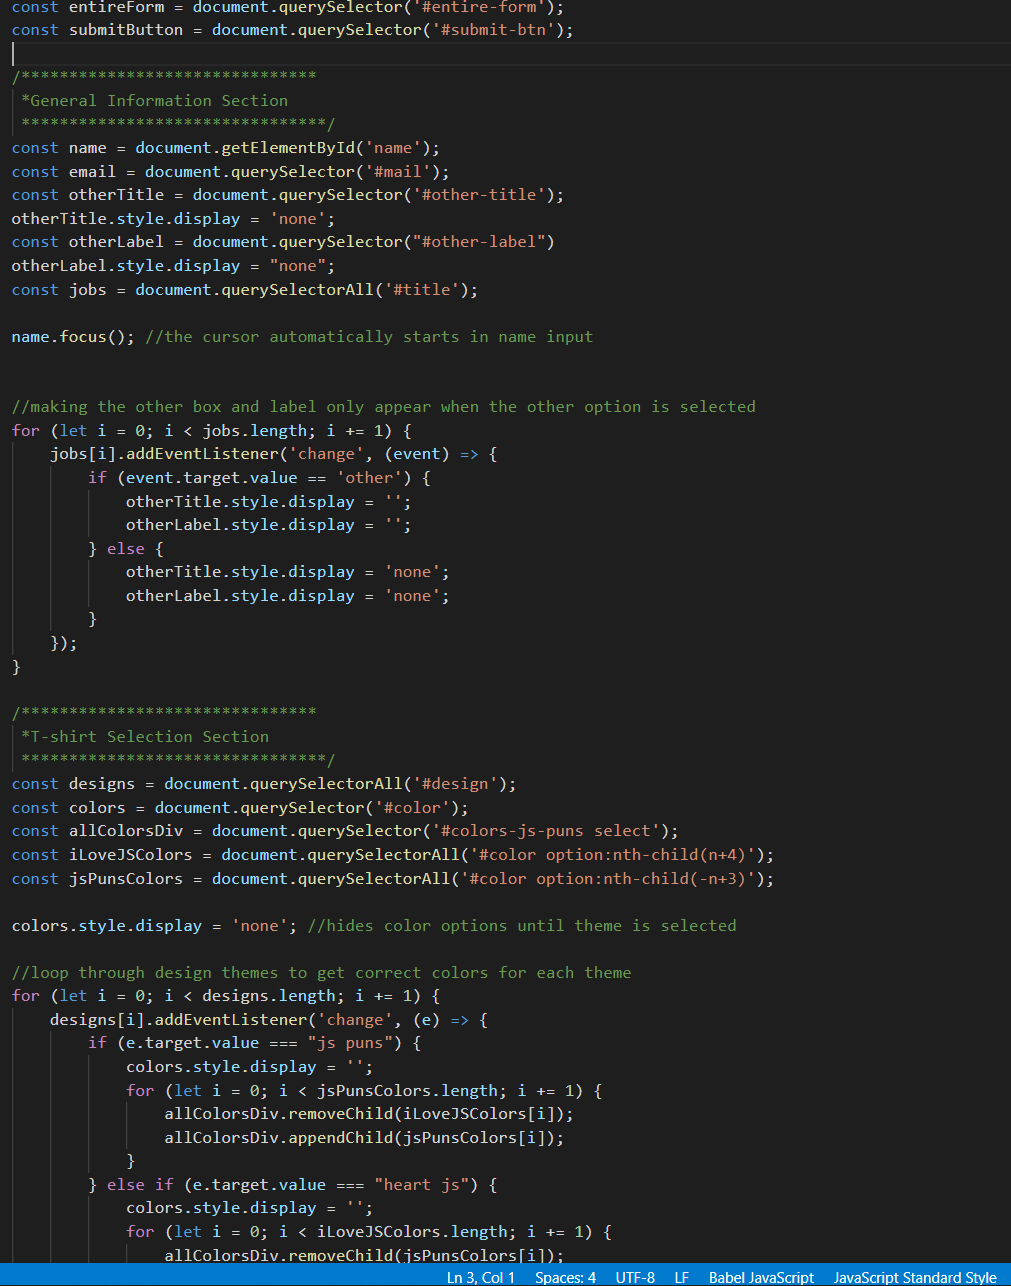 const entireForm = document.querySelector('#entire-form');
const submitButton = document.querySelector('#submit-btn');
/*******************************
*General Information Section
********************************/
const name = document.getElementById('name');
const email = document.querySelector('#mail');
const otherTitle = document.querySelector('#other-title');
otherTitle.style.display = 'none';
const otherLabel = document.querySelector("#other-label")
otherLabel.style.display = "none";
const jobs = document.querySelectorAll('#title');
name.focus(); //the cursor automatically starts in name input
//making the other box and label only appear when the other option is selected
for (let i = 0; i < jobs.length; i += 1) {
jobs[i].addEventListener('change', (event) => {
if (event.target.value == 'other') {
otherTitle.style.display = '';
otherLabel.style.display = '';
} else {
otherTitle.style.display = 'none';
otherLabel.style.display = 'none';
}
});
}
/*******************************
*T-shirt Selection Section
********************************/
const designs = document.querySelectorAll('#design');
const colors = document.querySelector('#color');
const allColorsDiv = document.querySelector('#colors-js-puns select');
const iLoveJSColors = document.querySelectorAll('#color option:nth-child(n+4)');
const jsPunsColors = document.querySelectorAll('#color option:nth-child(-n+3)');
colors.style.display = 'none'; //hides color options until theme is selected
//loop through design themes to get correct colors for each theme
for (let i = 0; i < designs.length; i += 1) {
designs[i].addEventListener('change', (e) => {
if (e.target.value === "js puns") {
colors.style.display = '';
for (let i = 0; i < jsPunsColors.length; i += 1) {
allColorsDiv.removeChild(iLoveJSColors[i]);
allColorsDiv.appendChild(jsPunsColors[i]);
}
} else if (e.target.value === "heart js") {
colors.style.display = '';
for (let i = 0; i < iLoveJSColors.length; i += 1) {
allColorsDiv.removeChild(jsPunsColors[i]);
Ln 3, Col 1 Spaces: 4 UTF-8 LF Babel JavaScript JavaScript Standard Style